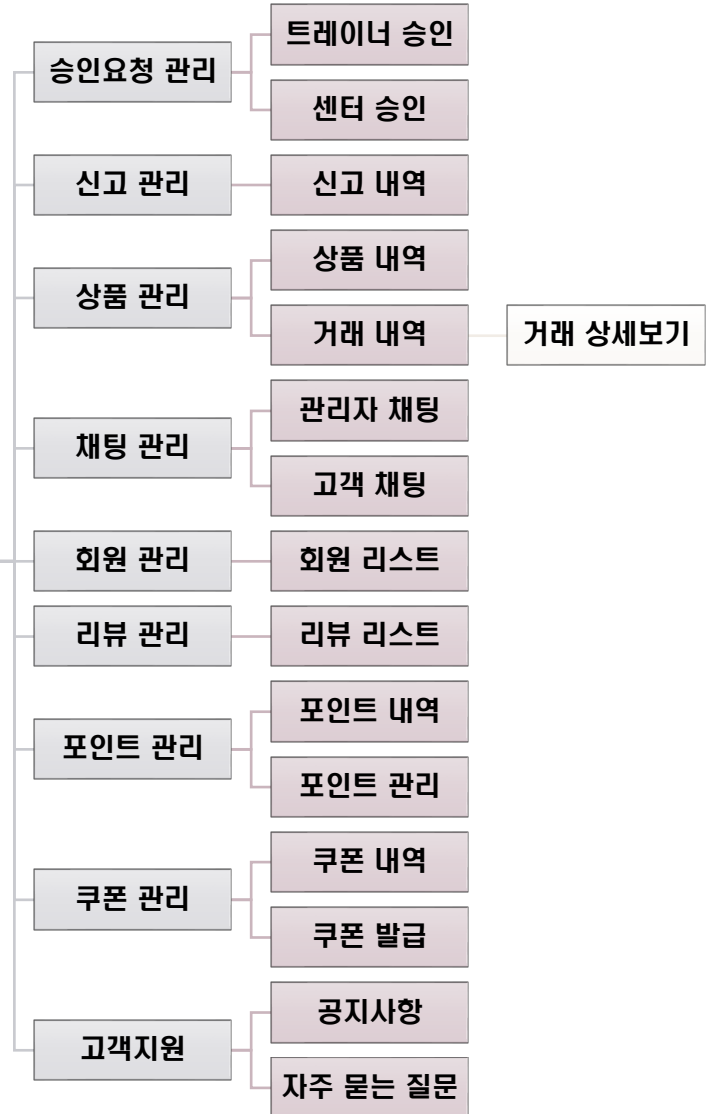 승인요청 관리
트레이너 승인
센터 승인
신고 관리
신고 내역
상품 관리
상품 내역
거래 내역
거래 상세보기
채팅 관리
관리자 채팅
고객 채팅
회원 관리
회원 리스트
리뷰 관리
리뷰 리스트
포인트 관리
포인트 내역
포인트 관리
쿠폰 관리
쿠폰 내역
쿠폰 발급
고객지원
공지사항
자주 묻는 질문